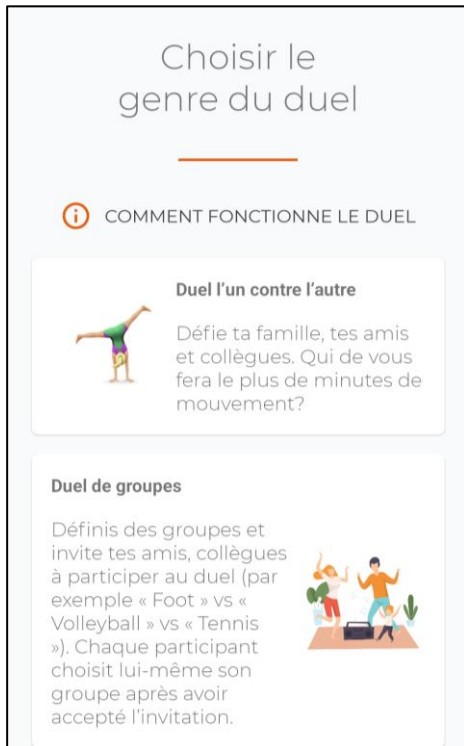 Choisir le
genre du duel
COMMENT FONCTIONNE LE DUEL
Duel l’un contre l’autre
Défie ta famille, tes amis
et collègues. Qui de vous
fera le plus de minutes de
mouvement?
Duel de groupes
Définis des groupes et
invite tes amis, collègues
à participer au duel (par
exemple « Foot » vs «
Volleyball » vs « Tennis
»). Chaque participant
choisit lui-même son
groupe après avoir
accepté l’invitation.